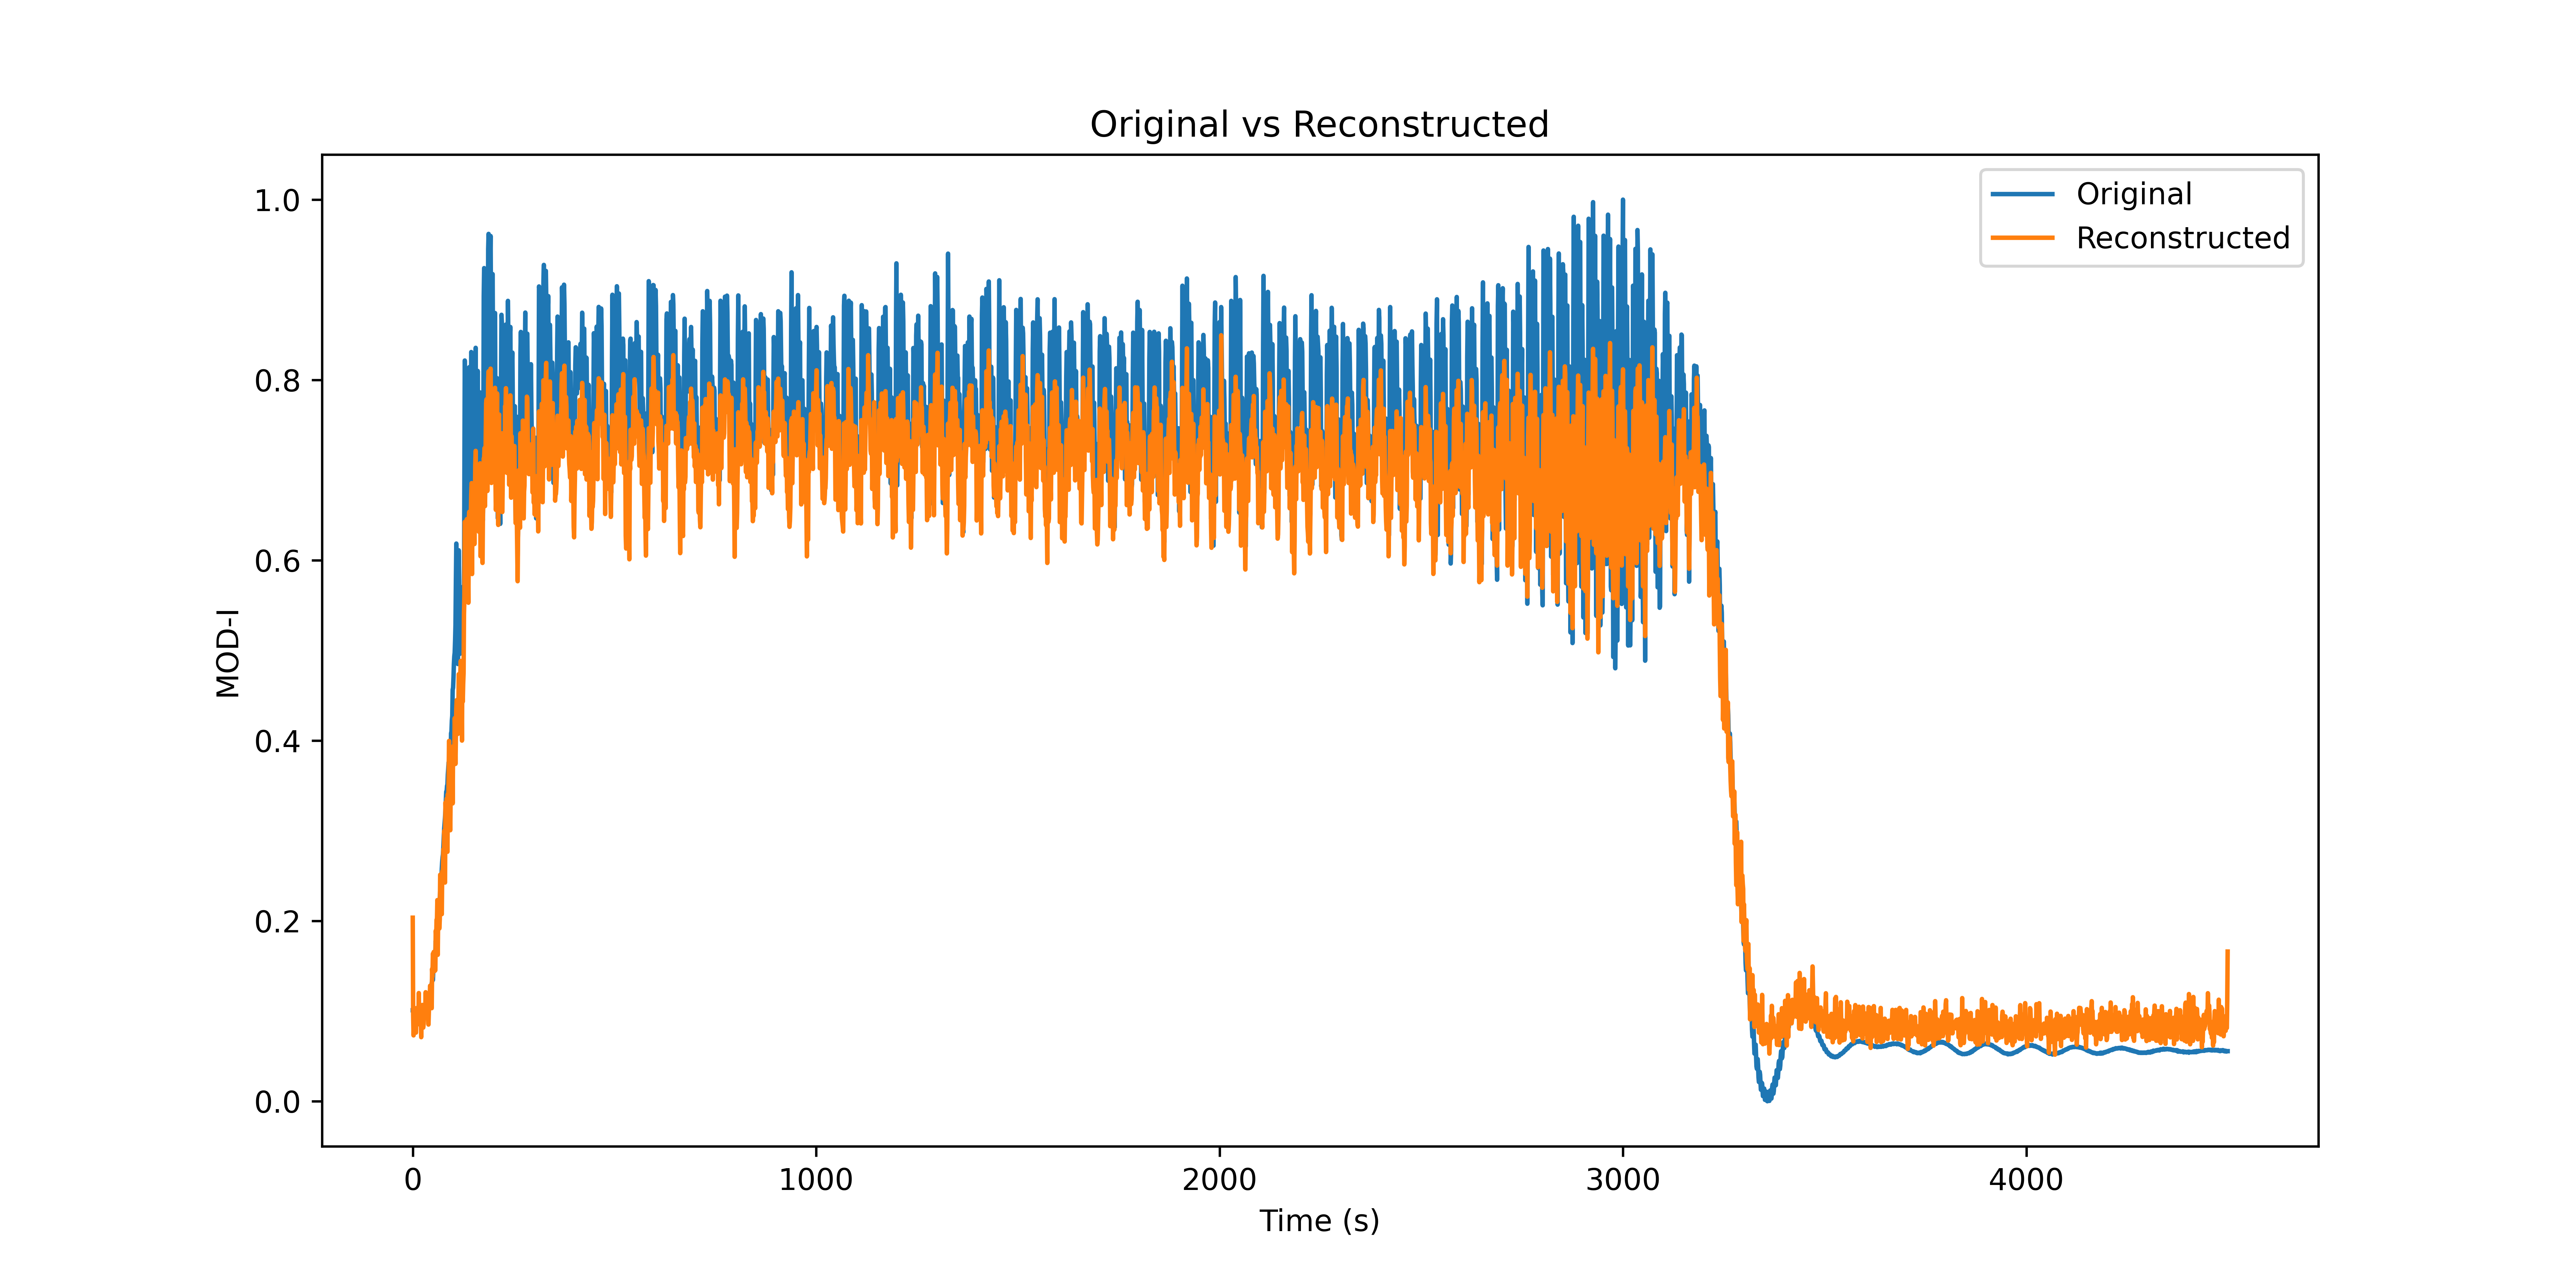 Original vs Reconstructed
1.0
0.8
0.6
0.4
0.2
0.0
MOD-I
0
1000
2000
3000
4000
Time (s)
Original
Reconstructed